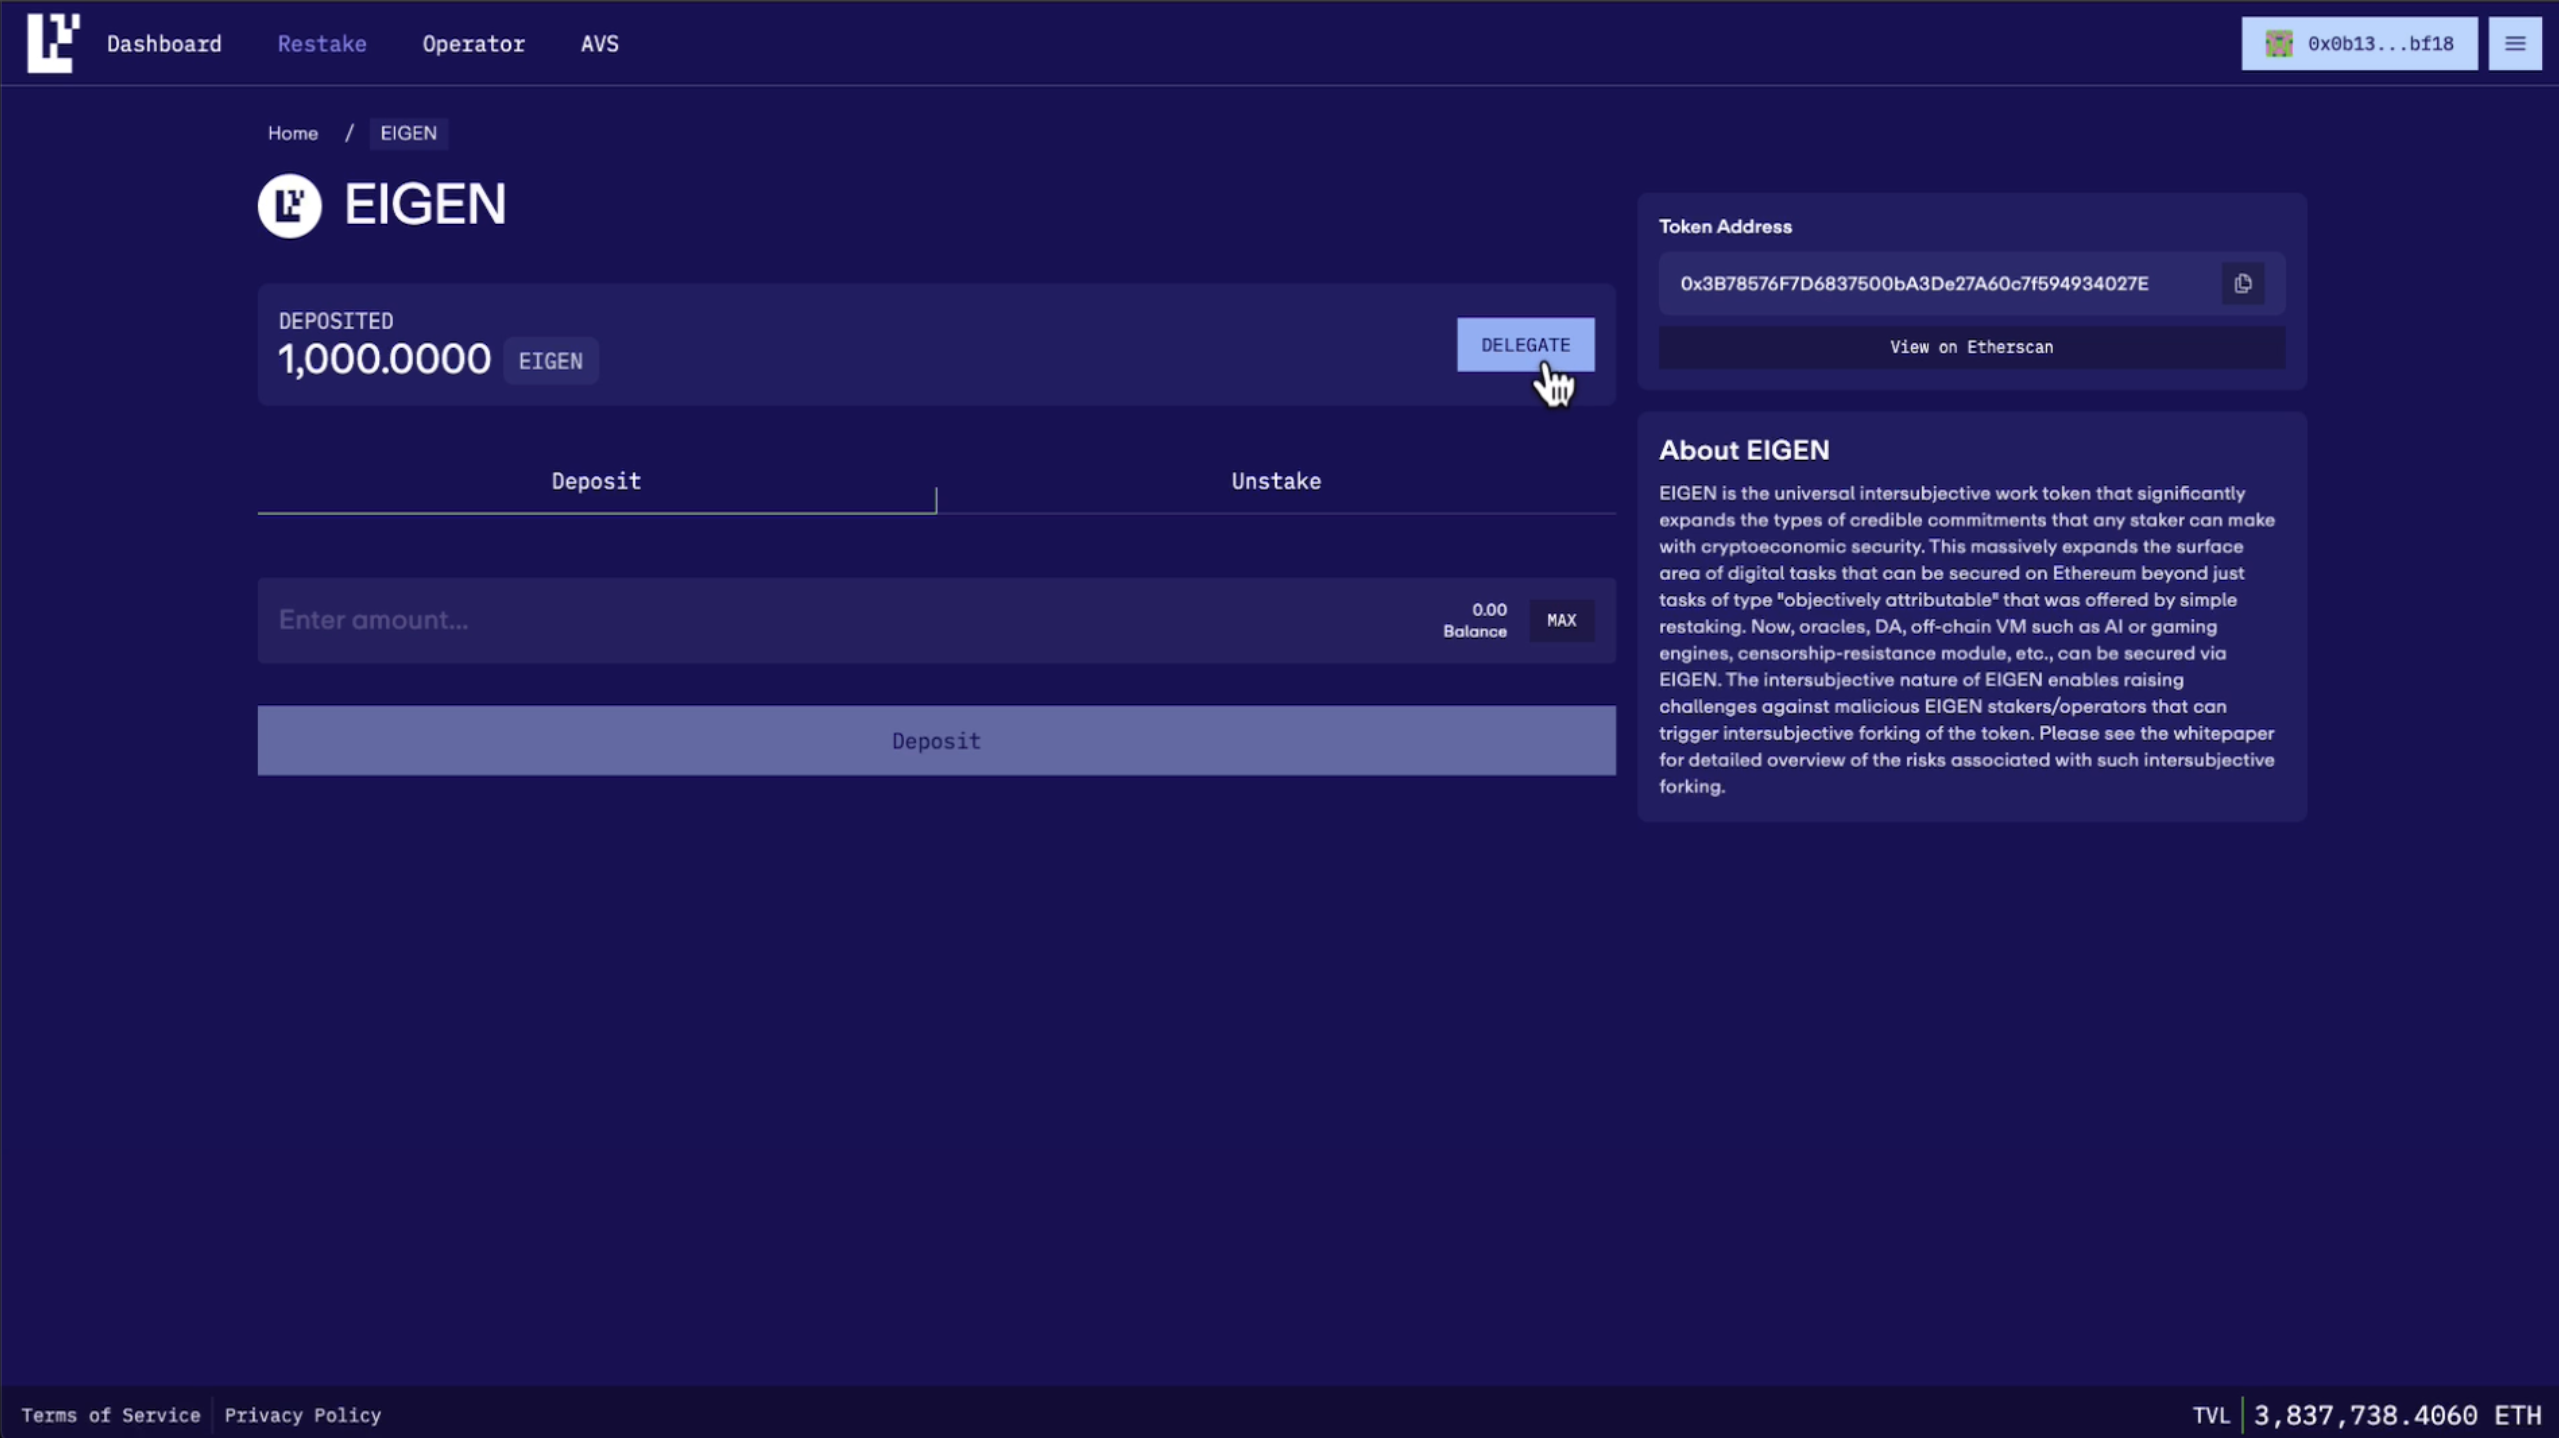 Dashboard
Restake
Operator
AVS
0x0b13...bf18
Home / EIGEN
EIGEN
DEPOSITED
1,000.0000 EIGEN
DELEGATE
Deposit
Unstake
Enter amount...
0.00
Balance
MAX
Deposit
Token Address
0x3B78576F7D6837500bA3De27A60c7f594934027E
View on Etherscan
About EIGEN
EIGEN is the universal intersubjective work token that significantly
expands the types of credible commitments that any staker can make
with cryptoeconomic security. This massively expands the surface
area of digital tasks that can be secured on Ethereum beyond just
tasks of type "objectively attributable" that was offered by simple
restaking. Now, oracles, DA, off-chain VM such as AI or gaming
engines, censorship-resistance module, etc., can be secured via
EIGEN. The intersubjective nature of EIGEN enables raising
challenges against malicious EIGEN stakers/operators that can
trigger intersubjective forking of the token. Please see the whitepaper
for detailed overview of the risks associated with such intersubjective
forking.
Terms of Service
Privacy Policy
TVL
3,837,738.4060 ETH